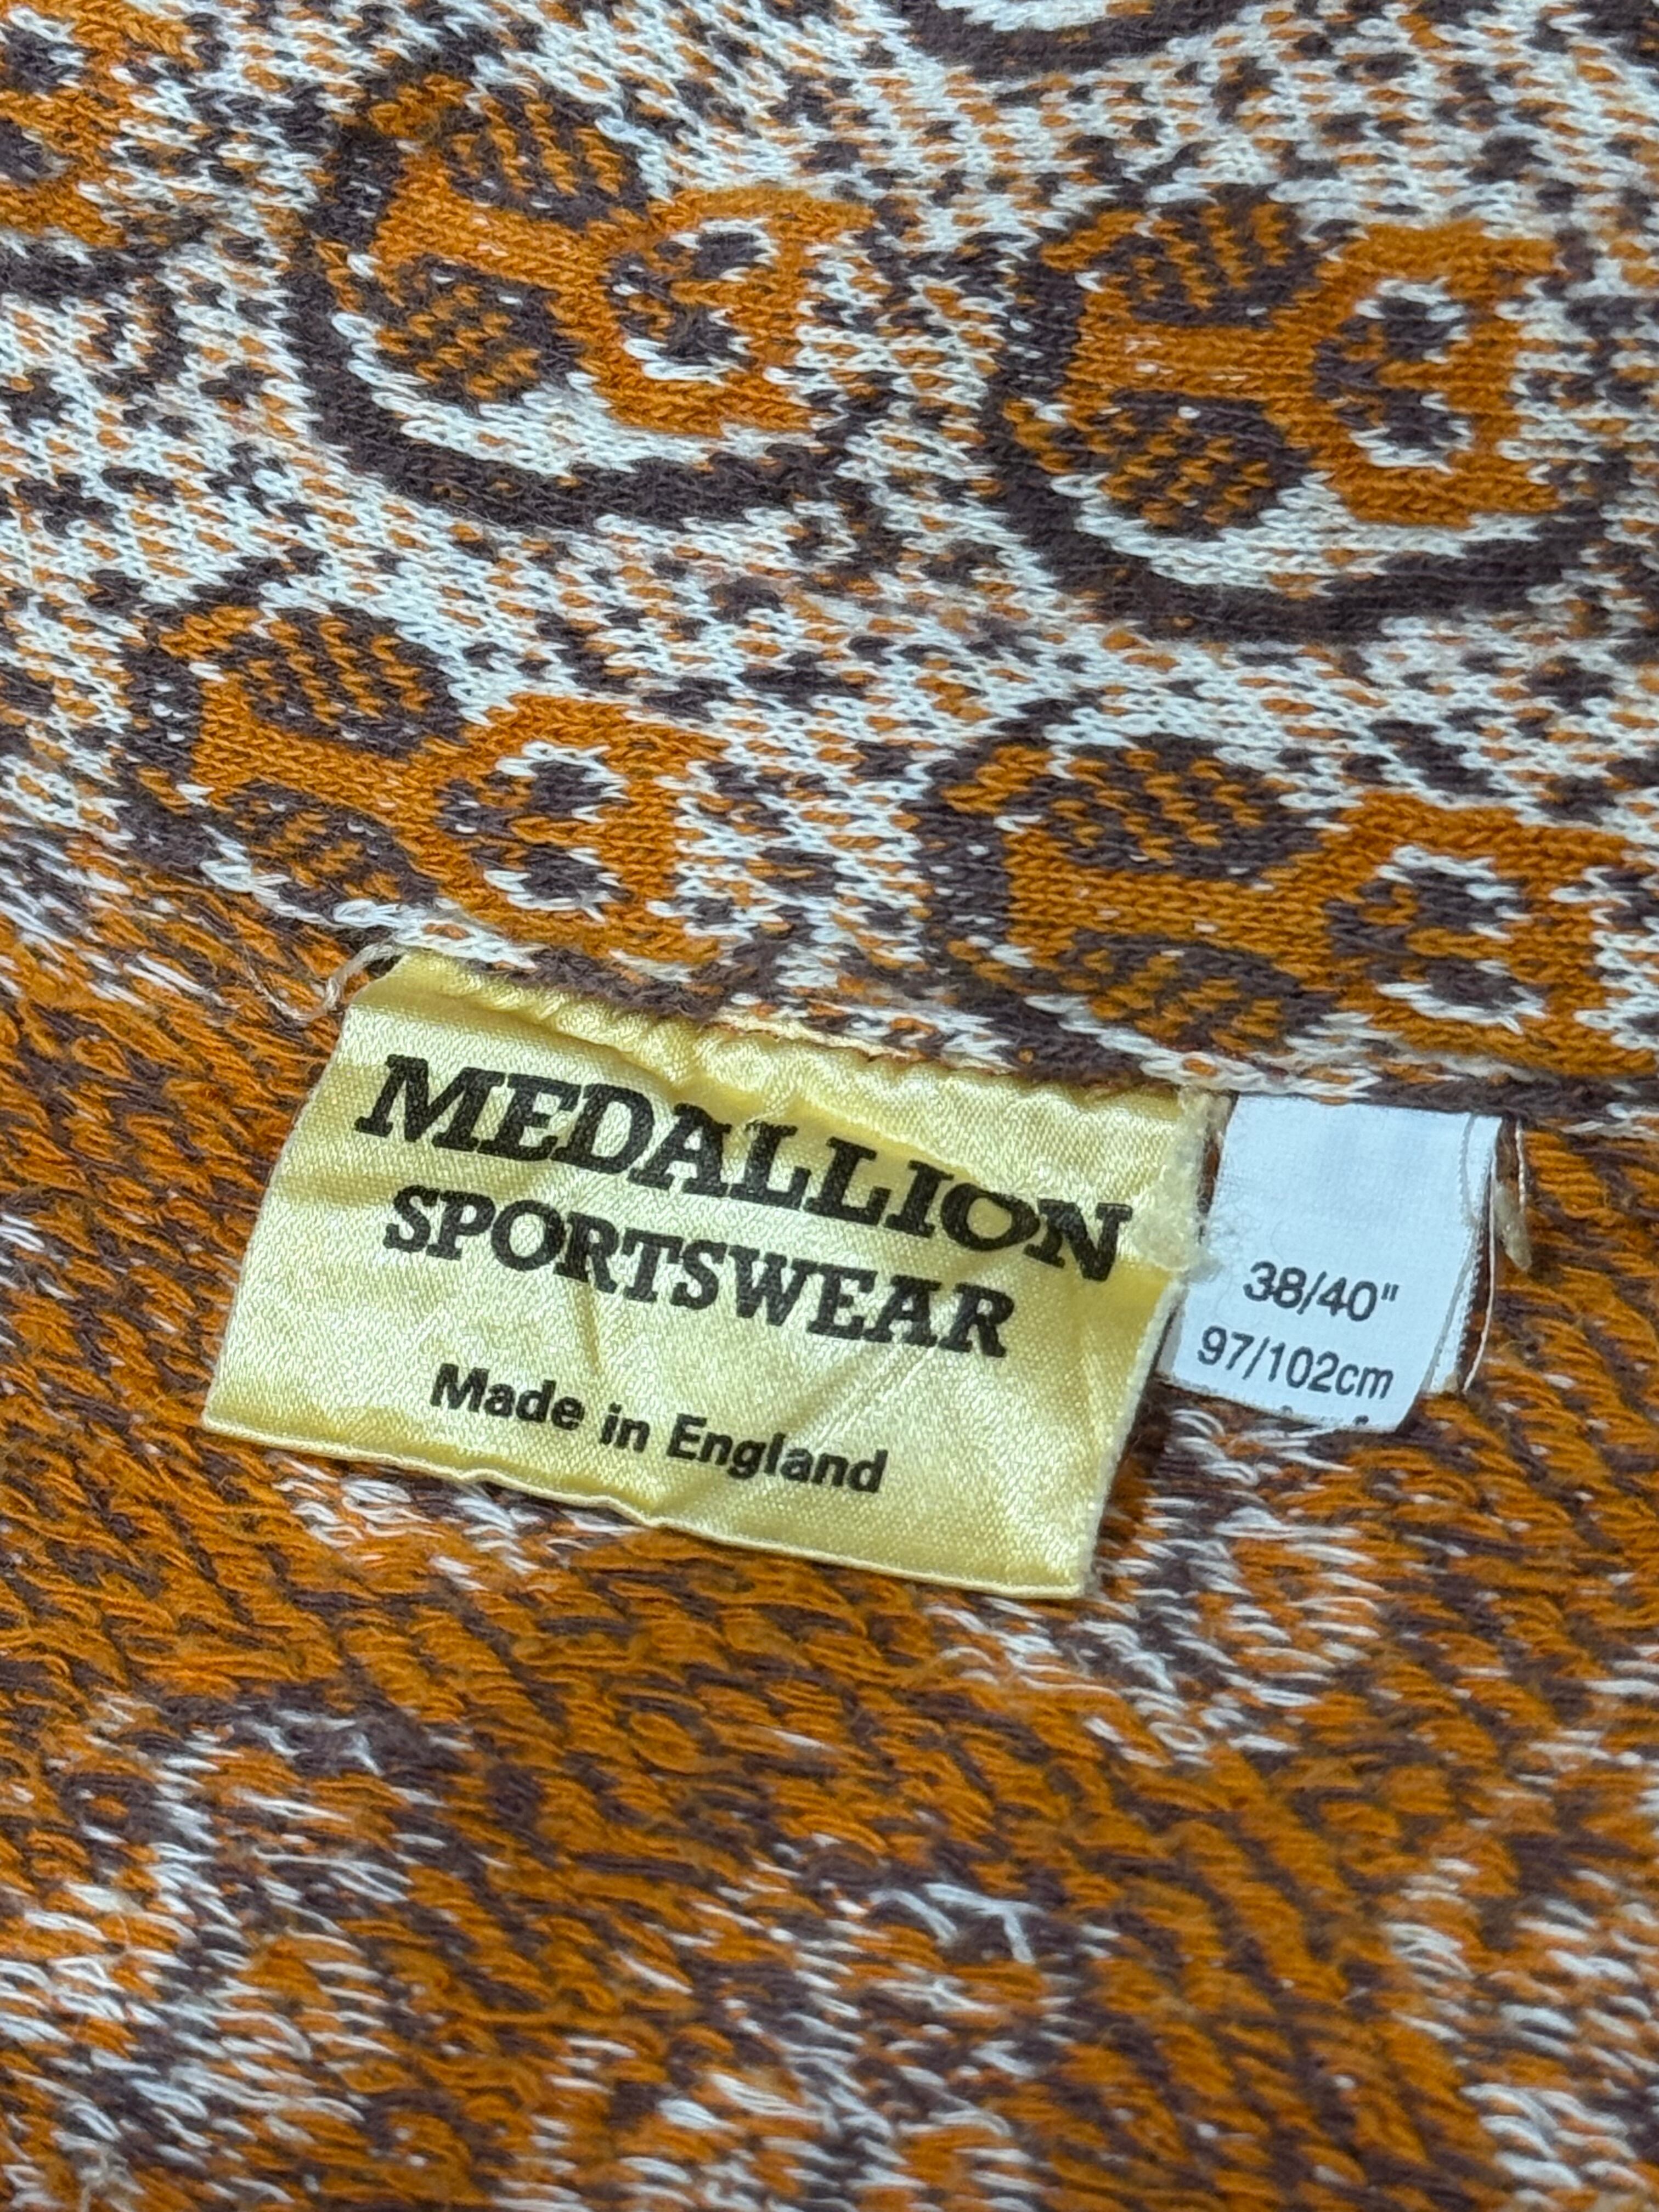 MEDALLION
SPORTSWEAR
Made in England
38/40"
97/102cm